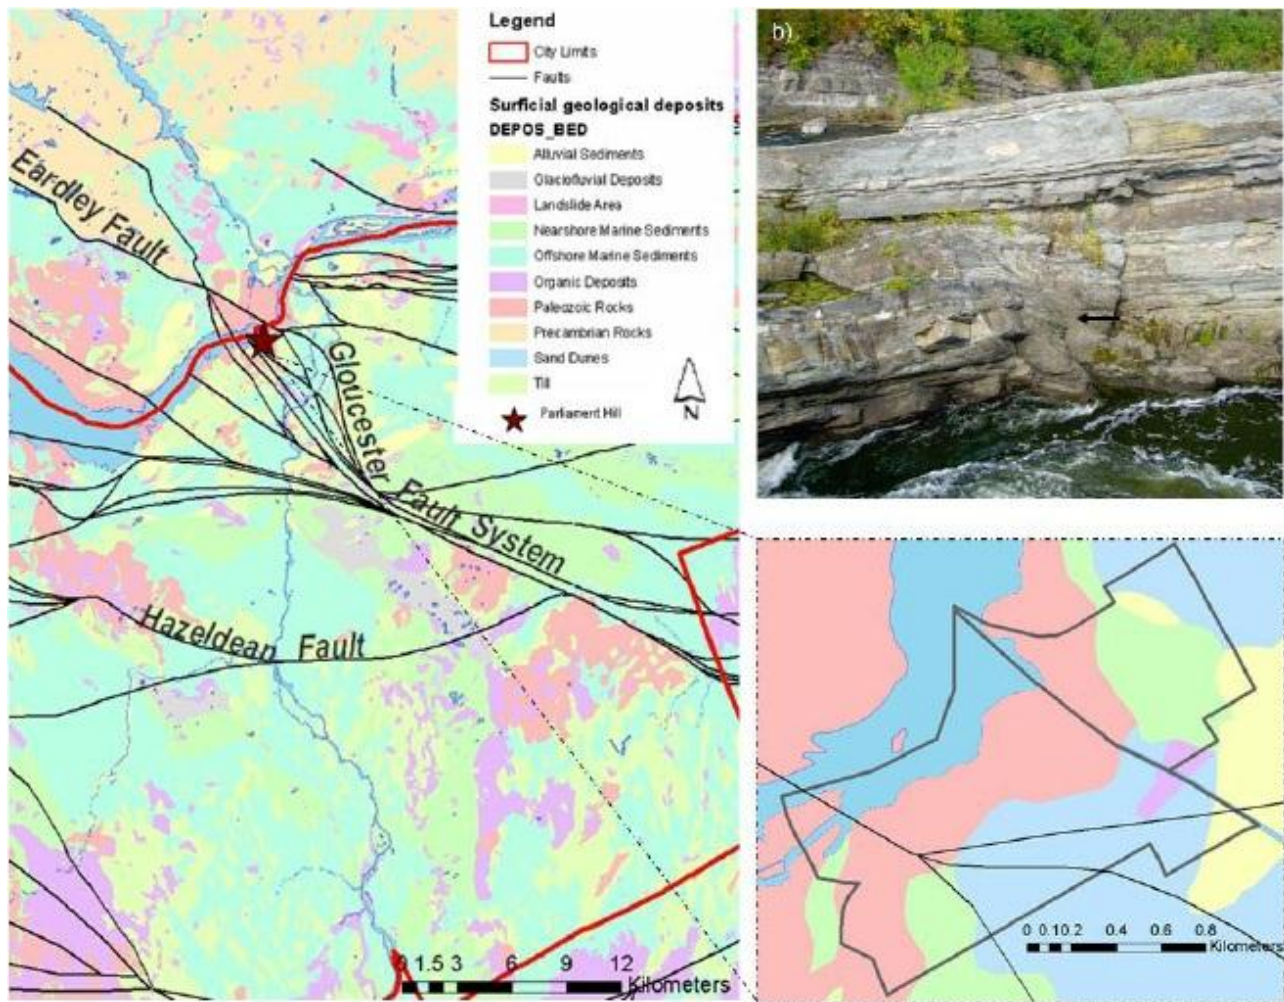 Legend
City Limits
Faults
Surficial geological deposits
DEPOS_BED
Alluvial Sediments
Glaciofluvial Deposits
Landslide Area
Nearshore Marine Sediments
Offshore Marine Sediments
Organic Deposits
Paleozoic Rocks
Precambrian Rocks
Sand Dunes
Till
Parliament Hill
N
Eardley Fault
Gloucester Fault System
Hazeldean Fault
0 1.5 3 6 9 12
Kilometers
b)
0 0.10.2 0.4 0.6 0.8
Kilometers